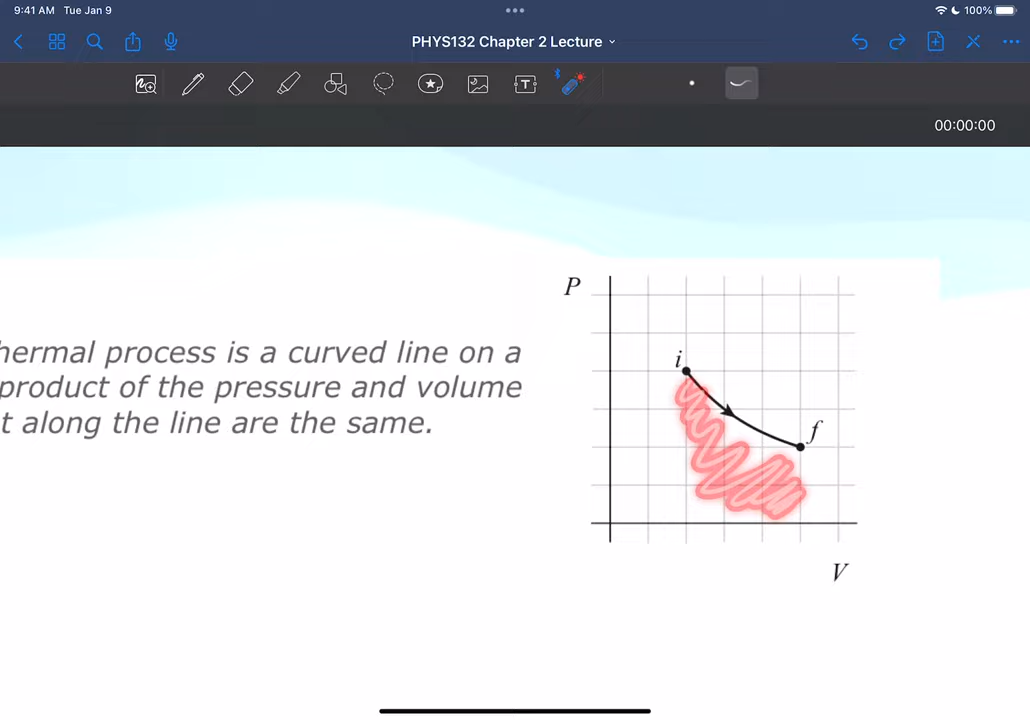 9:41 AM Tue Jan 9
100%
PHYS132 Chapter 2 Lecture
T
00:00:00
P
hermal process is a curved line on a
product of the pressure and volume
t along the line are the same.
i
f
V